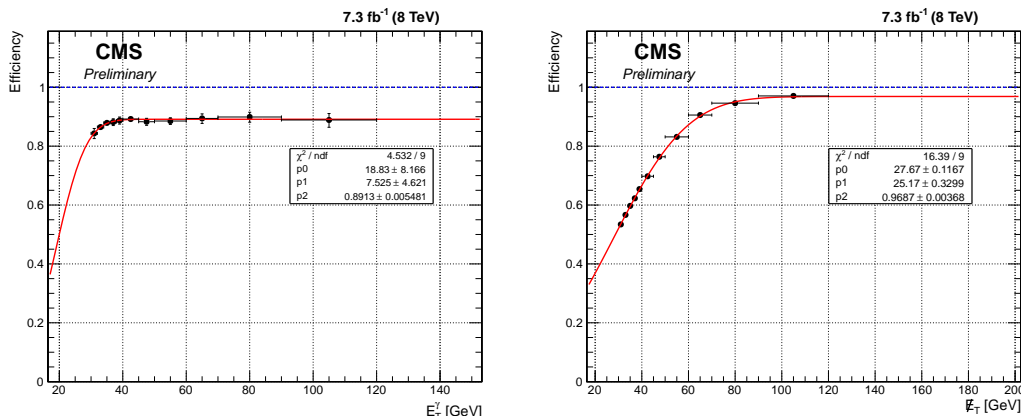 7.3 fb⁻¹ (8 TeV)
CMS
Preliminary
Efficiency
1
0.8
0.6
0.4
0.2
0
χ² / ndf 4.532 / 9
p0 18.83 ± 8.166
p1 7.525 ± 4.621
p2 0.8913 ± 0.005481
20 40 60 80 100 120 140
E_T^γ [GeV]
7.3 fb⁻¹ (8 TeV)
CMS
Preliminary
Efficiency
1
0.8
0.6
0.4
0.2
0
χ² / ndf 16.39 / 9
p0 27.67 ± 0.1167
p1 25.17 ± 0.3299
p2 0.9687 ± 0.00368
20 40 60 80 100 120 140 160 180 200
E̸_T [GeV]